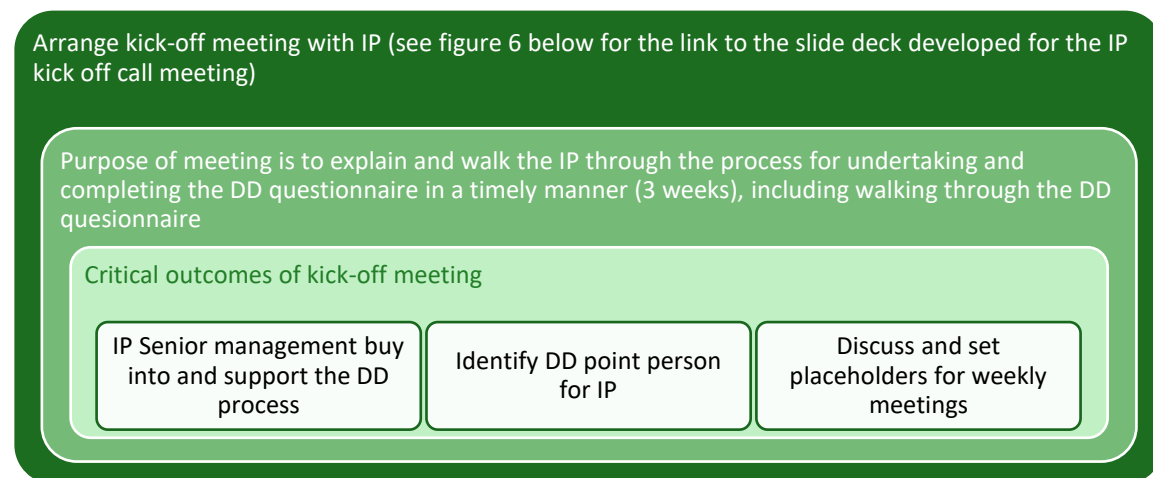 Arrange kick-off meeting with IP (see figure 6 below for the link to the slide deck developed for the IP
kick off call meeting)
Purpose of meeting is to explain and walk the IP through the process for undertaking and
completing the DD questionnaire in a timely manner (3 weeks), including walking through the DD
quesionnaire
Critical outcomes of kick-off meeting
IP Senior management buy
into and support the DD
process
Identify DD point person
for IP
Discuss and set
placeholders for weekly
meetings